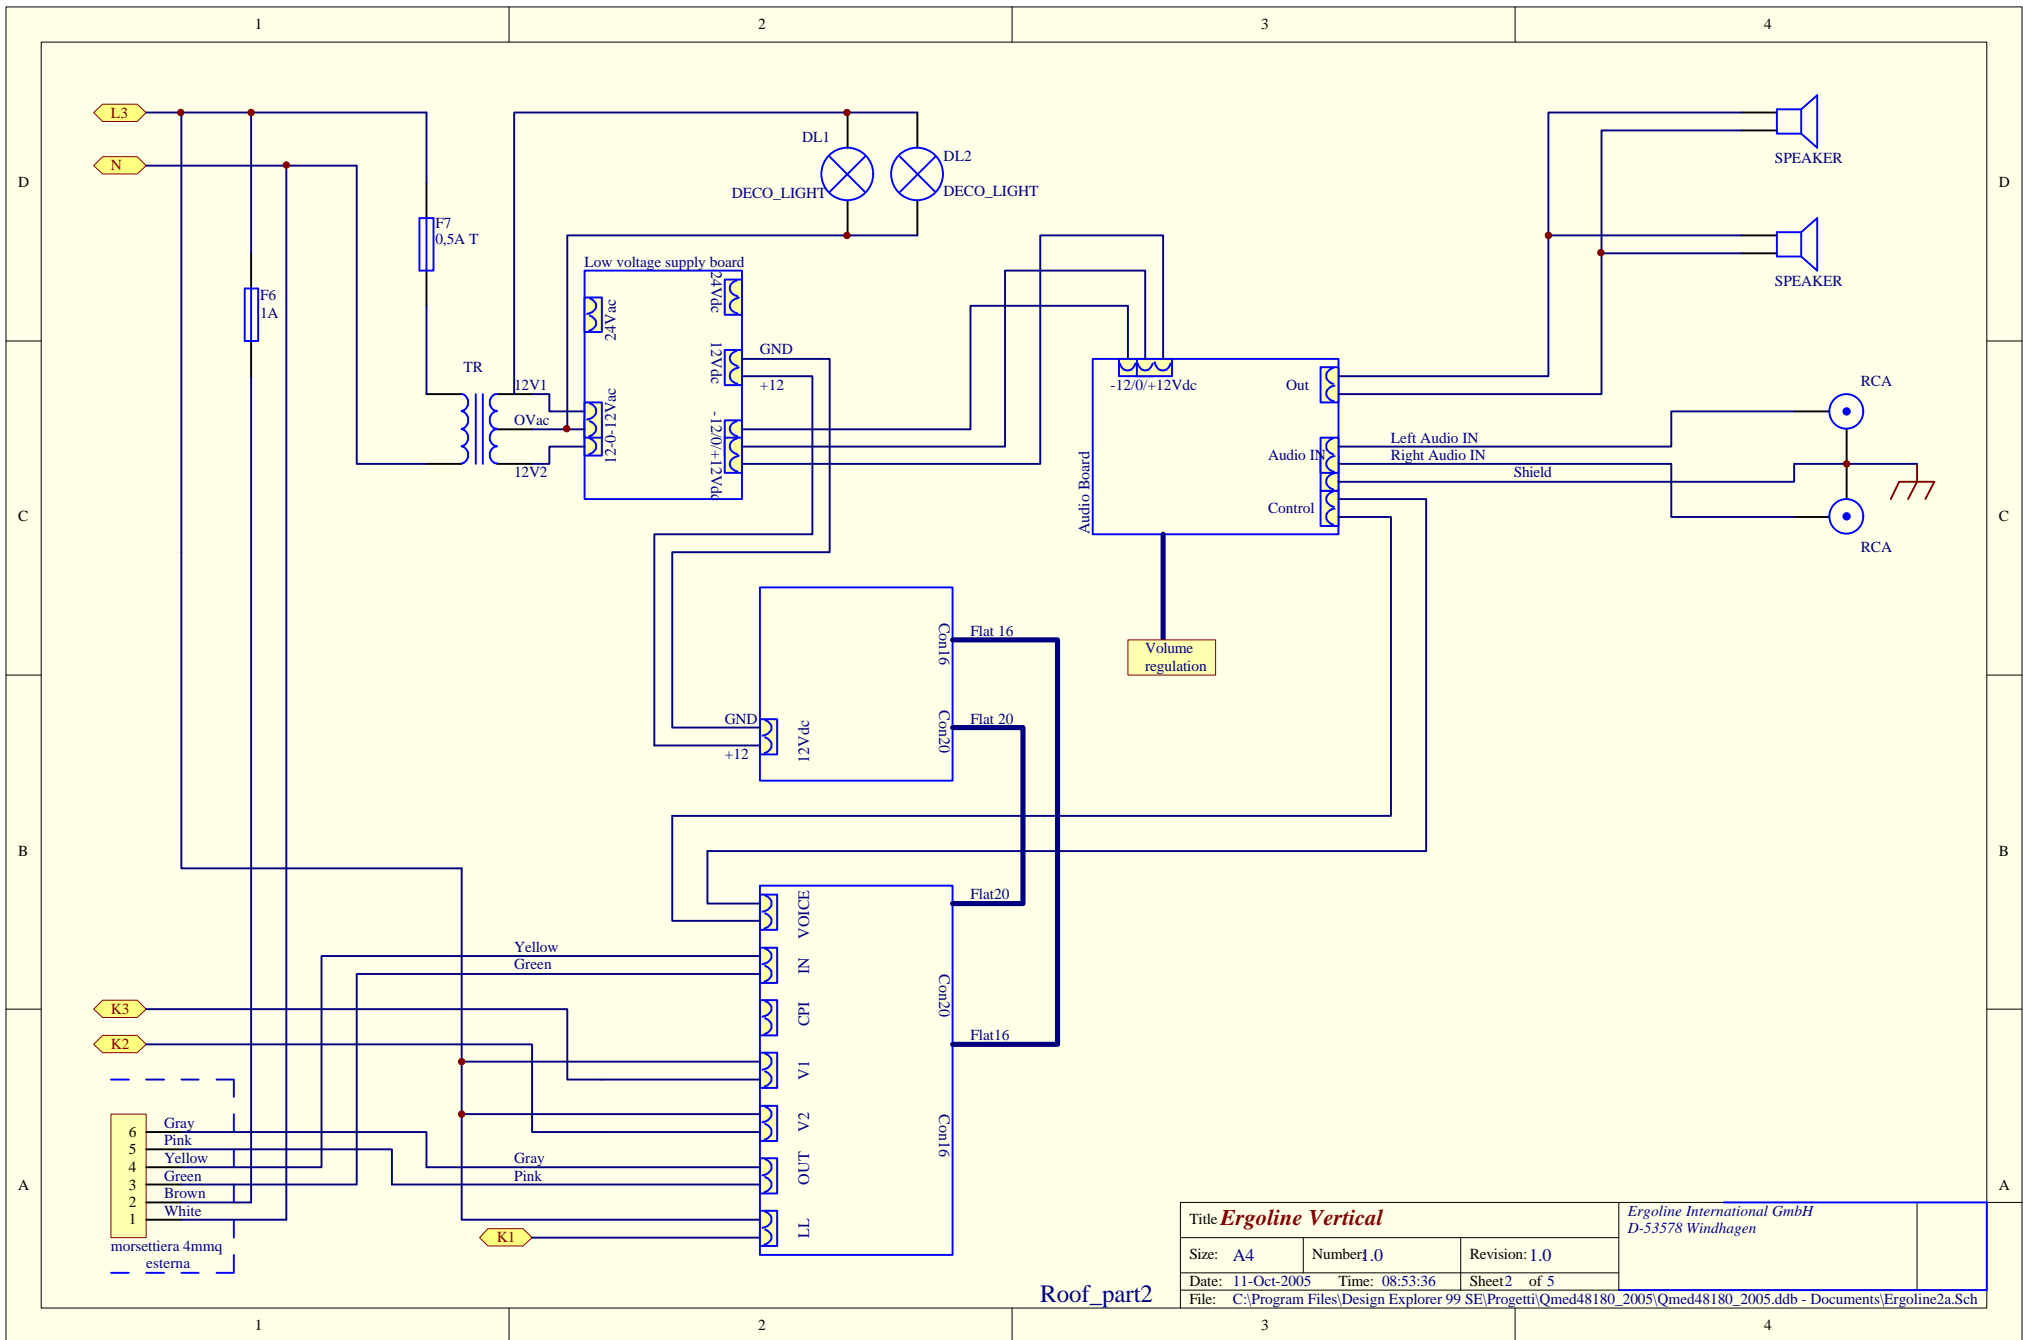 1
2
3
4
L3
N
DL1
DL2
DECO_LIGHT
DECO_LIGHT
SPEAKER
SPEAKER
D
D
F7
0,5A T
F6
1A
Low voltage supply board
24Vac
24Vdc
12Vdc
GND
+12
TR
12V1
OVac
12V2
12-0-12Vac
-12/0/+12Vdc
-12/0/+12Vdc
Out
Audio IN
Control
Audio Board
Left Audio IN
Right Audio IN
Shield
RCA
RCA
C
C
Volume
regulation
Con16
Flat 16
Con20
Flat 20
GND
+12
12Vdc
B
B
VOICE
IN
CPI
V1
V2
OUT
LL
Flat20
Con20
Flat16
Con16
Yellow
Green
K3
K2
Gray
Pink
K1
6 Gray
5 Pink
4 Yellow
3 Green
2 Brown
1 White
morsettiera 4mmq
esterna
A
A
Roof_part2
Title Ergoline Vertical
Ergoline International GmbH
D-53578 Windhagen
Size: A4 Number: 1.0 Revision: 1.0
Date: 11-Oct-2005 Time: 08:53:36 Sheet 2 of 5
File: C:\Program Files\Design Explorer 99 SE\Progetti\Qmed48180_2005\Qmed48180_2005.ddb - Documents\Ergoline2a.Sch
1
2
3
4